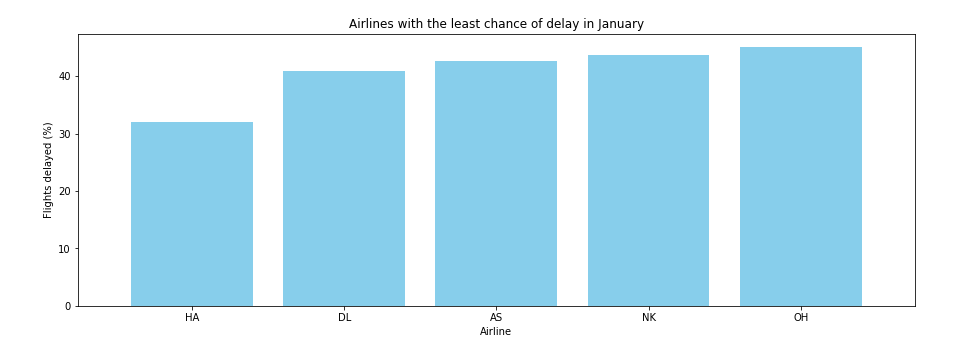 Airlines with the least chance of delay in January
Flights delayed (%)
40
30
20
10
0
HA DL AS NK OH
Airline